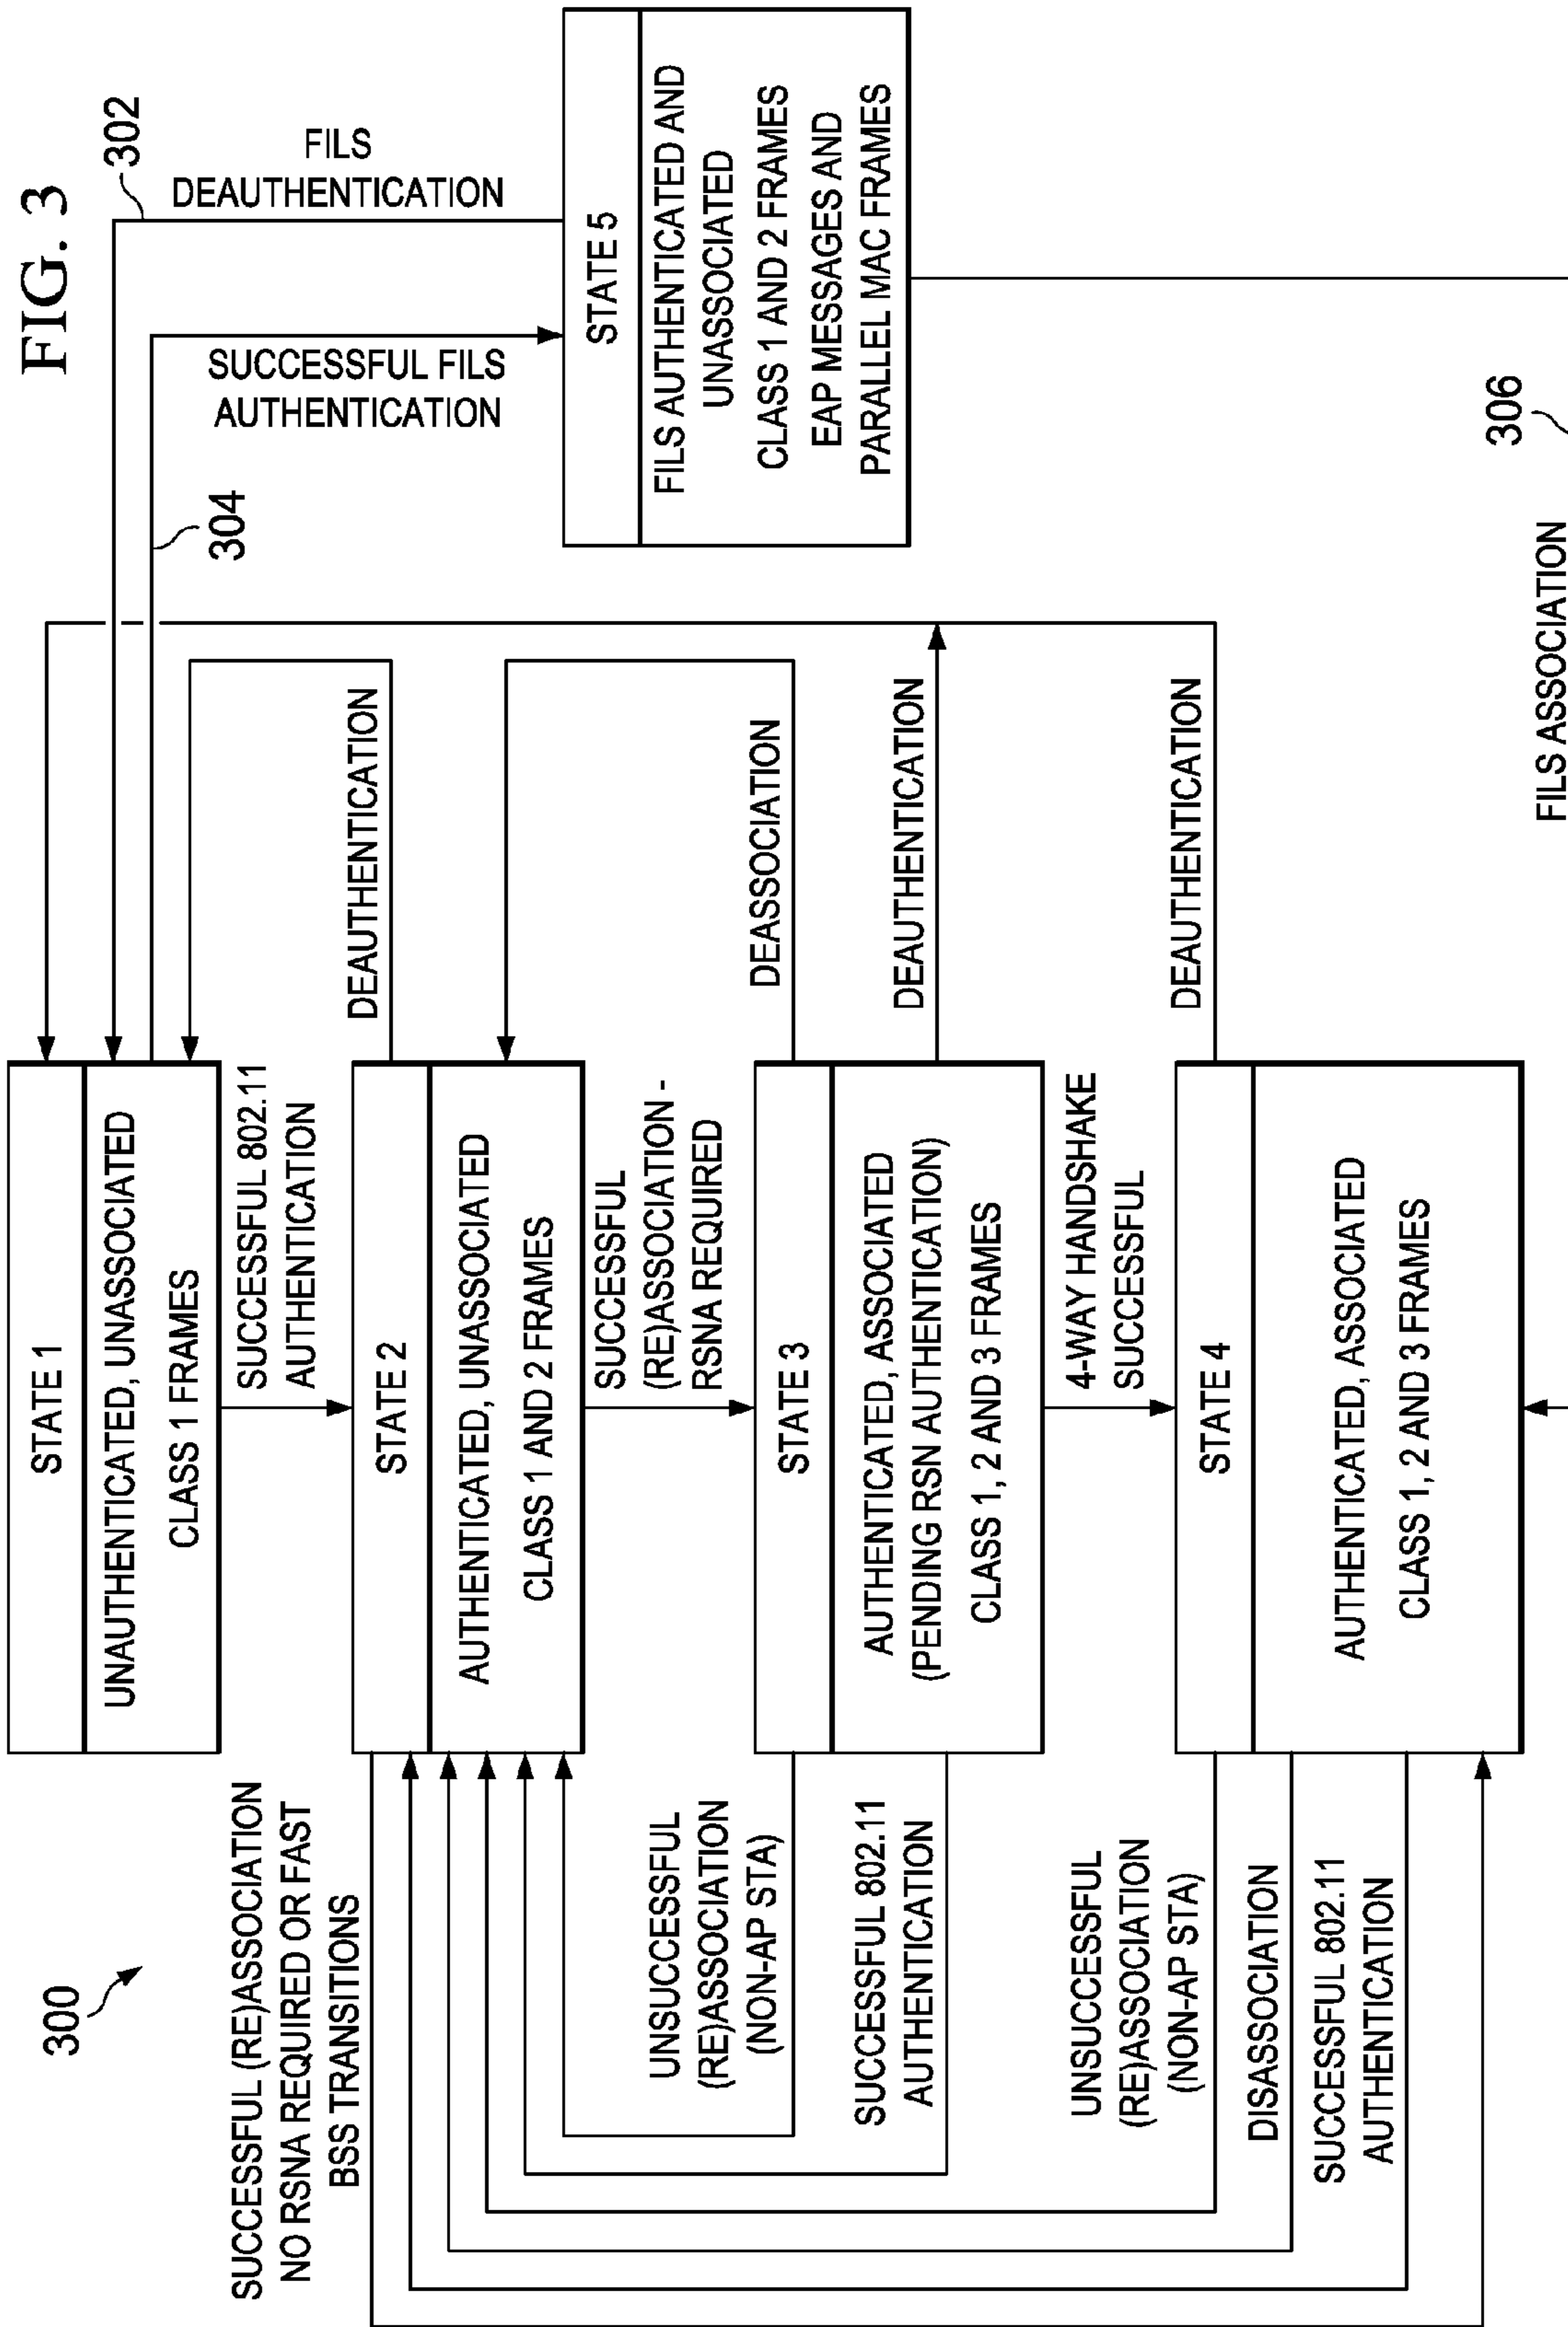 FIG. 3
300
STATE 1
UNAUTHENTICATED, UNASSOCIATED
CLASS 1 FRAMES
302
FILS
DEAUTHENTICATION
304
SUCCESSFUL FILS
AUTHENTICATION
SUCCESSFUL 802.11
AUTHENTICATION
DEAUTHENTICATION
SUCCESSFUL (RE)ASSOCIATION
NO RSNA REQUIRED OR FAST
BSS TRANSITIONS
STATE 2
AUTHENTICATED, UNASSOCIATED
CLASS 1 AND 2 FRAMES
STATE 5
FILS AUTHENTICATED AND
UNASSOCIATED
CLASS 1 AND 2 FRAMES
EAP MESSAGES AND
PARALLEL MAC FRAMES
SUCCESSFUL
(RE)ASSOCIATION -
RSNA REQUIRED
DEASSOCIATION
UNSUCCESSFUL
(RE)ASSOCIATION
(NON-AP STA)
STATE 3
AUTHENTICATED, ASSOCIATED
(PENDING RSN AUTHENTICATION)
CLASS 1, 2 AND 3 FRAMES
DEAUTHENTICATION
SUCCESSFUL 802.11
AUTHENTICATION
4-WAY HANDSHAKE
SUCCESSFUL
DEAUTHENTICATION
UNSUCCESSFUL
(RE)ASSOCIATION
(NON-AP STA)
STATE 4
AUTHENTICATED, ASSOCIATED
CLASS 1, 2 AND 3 FRAMES
DISASSOCIATION
SUCCESSFUL 802.11
AUTHENTICATION
306
FILS ASSOCIATION